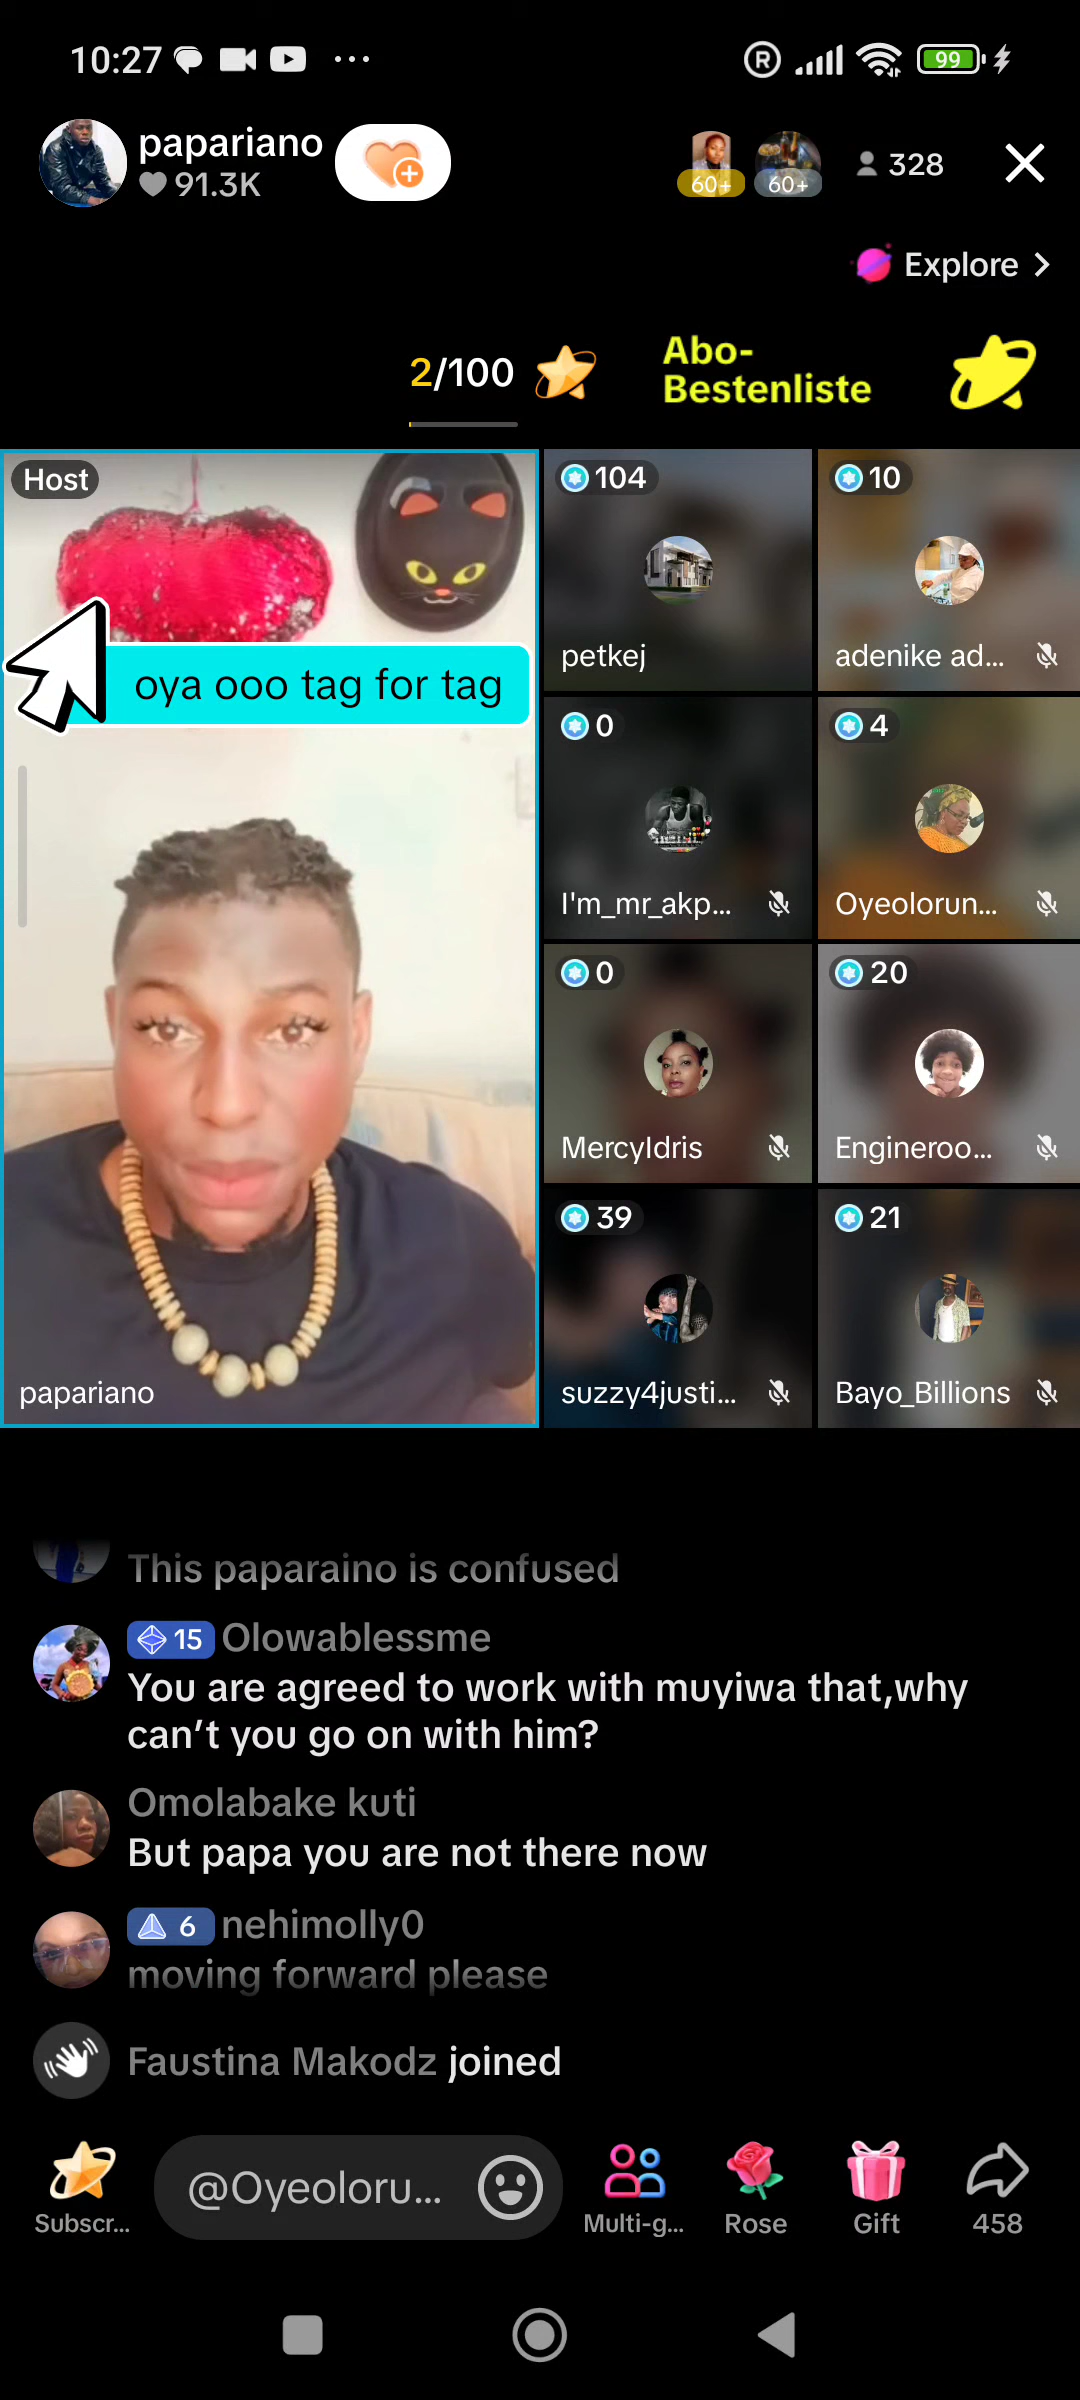 10:27
R
99
papariano
91.3K
60+
60+
328
Explore
2/100
Abo-
Bestenliste
Host
oya ooo tag for tag
papariano
104
petkej
10
adenike ad...
0
I'm_mr_akp...
4
Oyeolorun...
0
MercyIdris
20
Engineroo...
39
suzzy4justi...
21
Bayo_Billions
This paparaino is confused
15 Olowablessme
You are agreed to work with muyiwa that,why
can't you go on with him?
Omolabake kuti
But papa you are not there now
6 nehimolly0
moving forward please
Faustina Makodz joined
Subscr...
@Oyeoloru...
Multi-g...
Rose
Gift
458